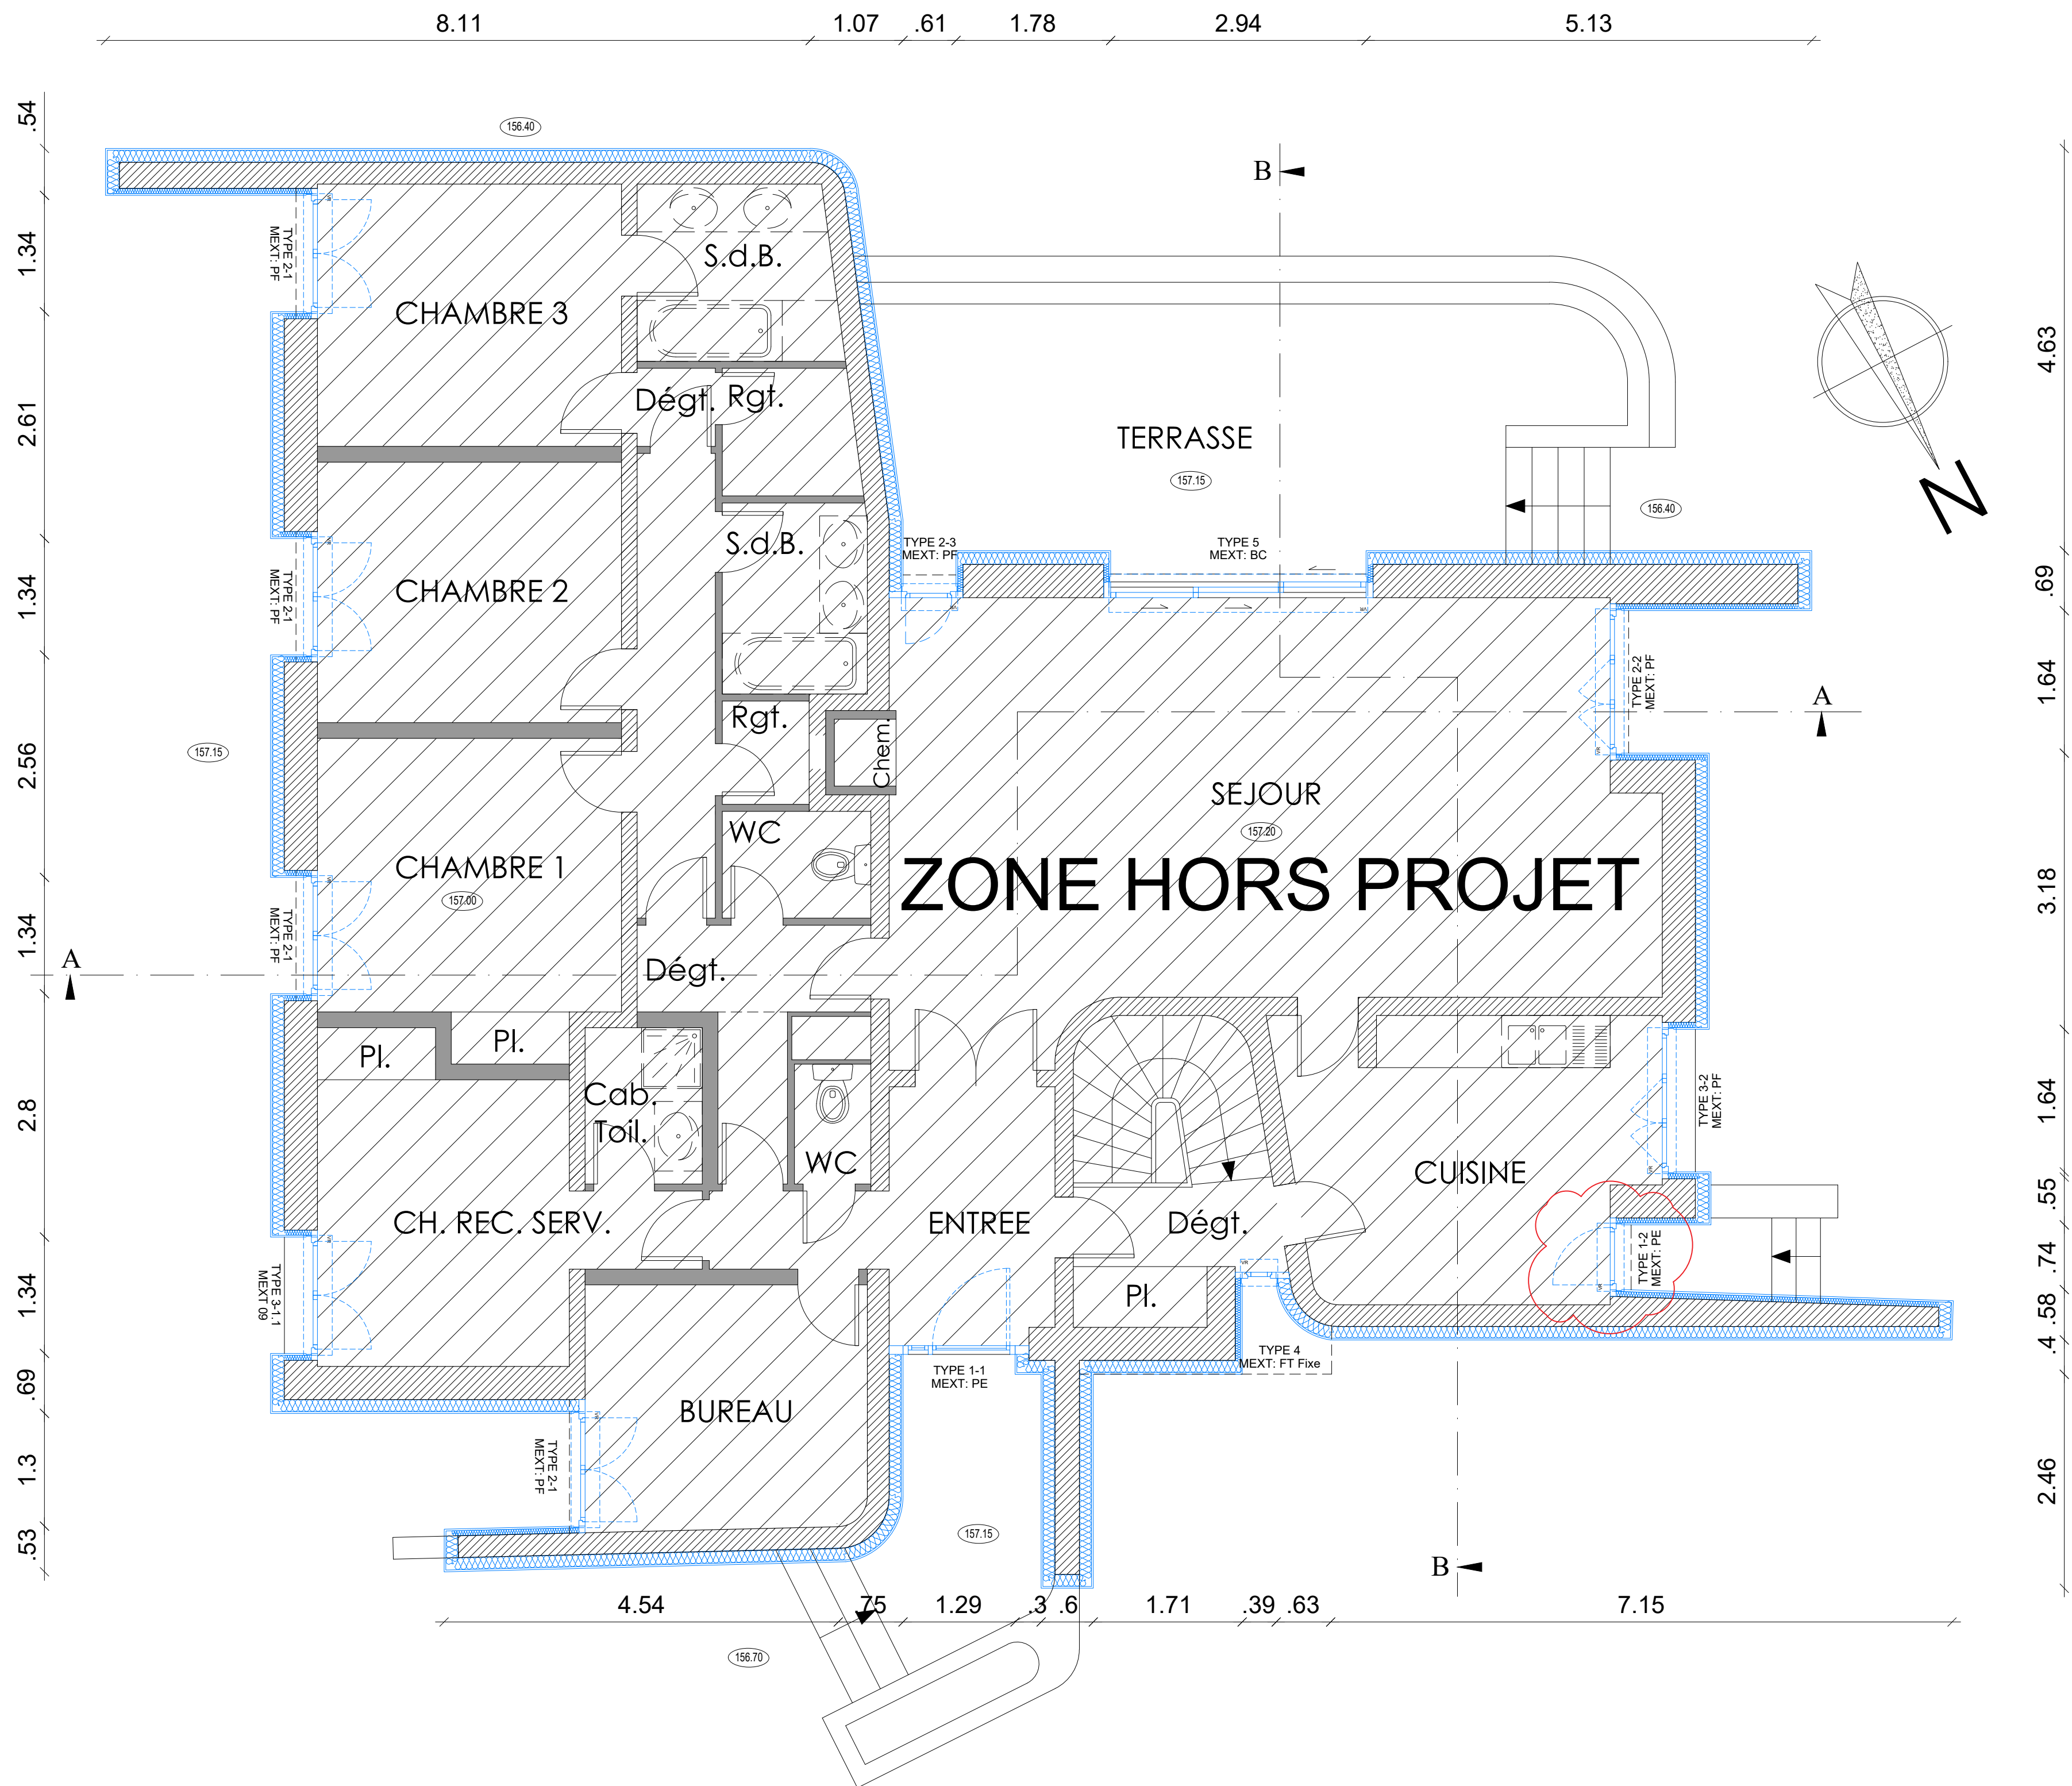 8.11 1.07 .61 1.78 2.94 5.13
.54
1.34
2.61
1.34
2.56
1.34
2.8
1.34
.69
1.3
.53
156.40
B
TYPE 2-1
MEXT: PF
CHAMBRE 3
S.d.B.
Dégt. Rgt.
TERRASSE
157.15
156.40
N
4.63
TYPE 2-1
MEXT: PF
CHAMBRE 2
S.d.B.
TYPE 2-3
MEXT: PF
TYPE 5
MEXT: BC
.69
TYPE 2-2
MEXT: PF
1.64
A
157.15
Rgt.
Chem.
SEJOUR
157.20
WC
ZONE HORS PROJET
3.18
CHAMBRE 1
157.00
TYPE 2-1
MEXT: PF
A
Dégt.
Pl.
Pl.
Cab.
Toil.
WC
TYPE 3-2
MEXT: PF
1.64
CUISINE
CH. REC. SERV.
ENTREE
Dégt.
TYPE 1-2
MEXT: PE
.55
.74
.58
.4
2.46
TYPE 3-1.1
MEXT 09
Pl.
TYPE 4
MEXT: FT Fixe
TYPE 1-1
MEXT: PE
BUREAU
TYPE 2-1
MEXT: PF
157.15
B
4.54 .75 1.29 .3 .6 1.71 .39 .63 7.15
156.70